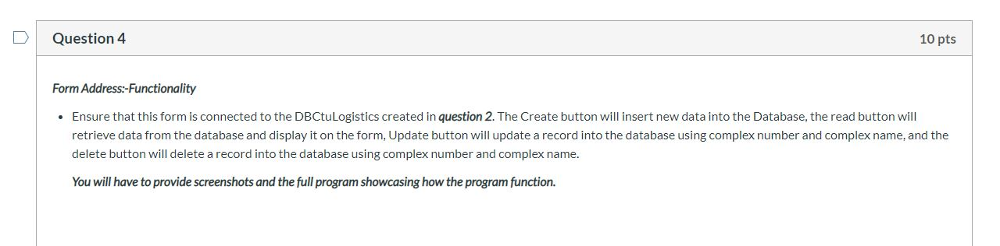 Question 4
10 pts
Form Address:-Functionality
• Ensure that this form is connected to the DBCtuLogistics created in question 2. The Create button will insert new data into the Database, the read button will
retrieve data from the database and display it on the form, Update button will update a record into the database using complex number and complex name, and the
delete button will delete a record into the database using complex number and complex name.
You will have to provide screenshots and the full program showcasing how the program function.